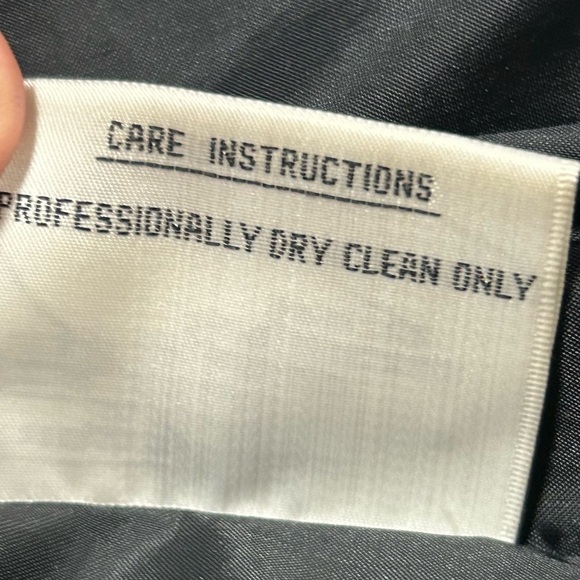 CARE INSTRUCTIONS
PROFESSIONALLY DRY CLEAN ONLY